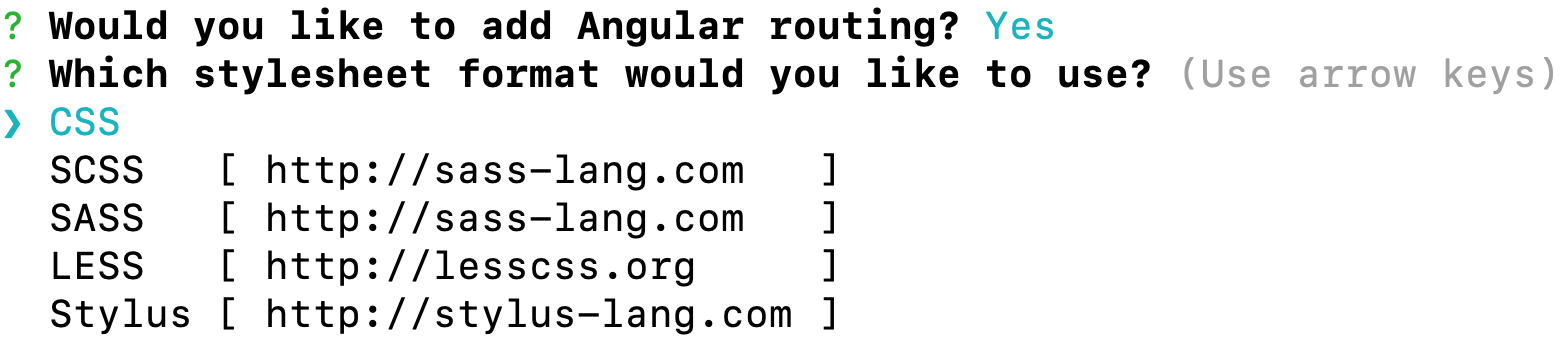 ? Would you like to add Angular routing? Yes
? Which stylesheet format would you like to use? (Use arrow keys)
❯ CSS
  SCSS   [ http://sass-lang.com   ]
  SASS   [ http://sass-lang.com   ]
  LESS   [ http://lesscss.org     ]
  Stylus [ http://stylus-lang.com ]